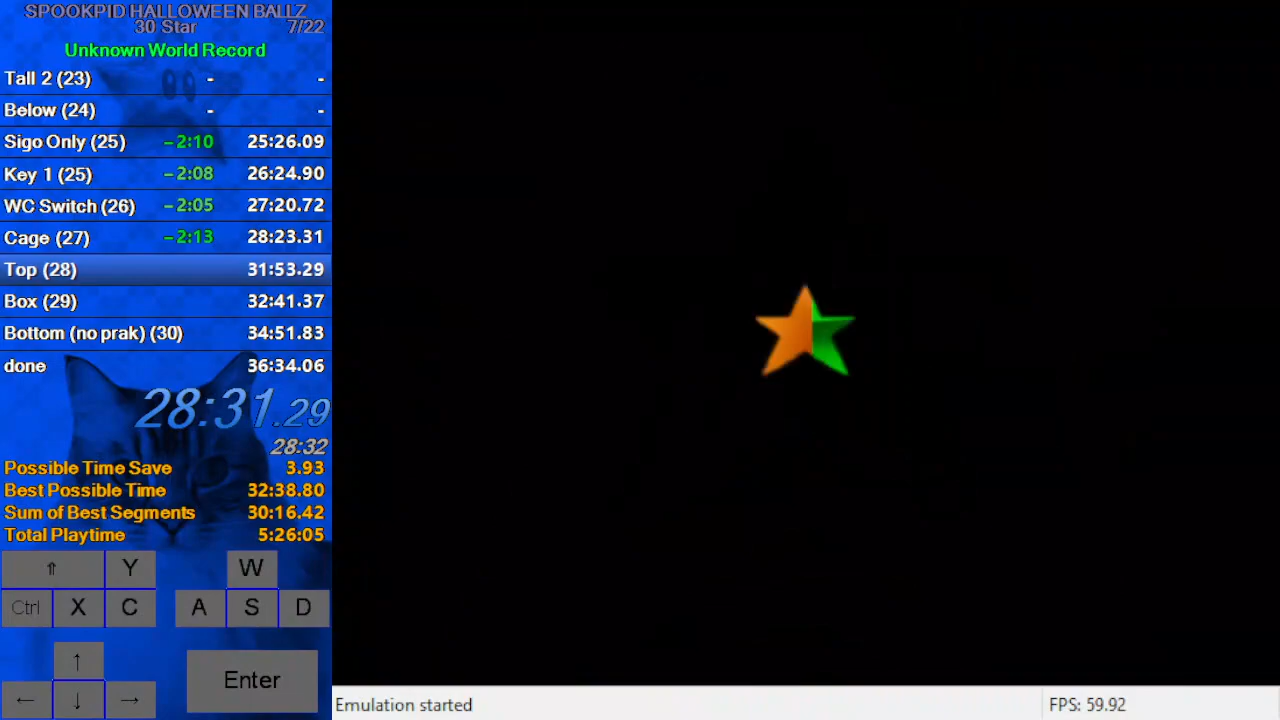 SPOOKPID HALLOWEEN BALLZ
30 Star 7/22
Unknown World Record
Tall 2 (23) - -
Below (24) - -
Sigo Only (25) −2:10 25:26.09
Key 1 (25) −2:08 26:24.90
WC Switch (26) −2:05 27:20.72
Cage (27) −2:13 28:23.31
Top (28) 31:53.29
Box (29) 32:41.37
Bottom (no prak) (30) 34:51.83
done 36:34.06
28:31.29
28:32
Possible Time Save 3.93
Best Possible Time 32:38.80
Sum of Best Segments 30:16.42
Total Playtime 5:26:05
⇑ Y W
Ctrl X C A S D
↑
← ↓ → Enter
Emulation started FPS: 59.92